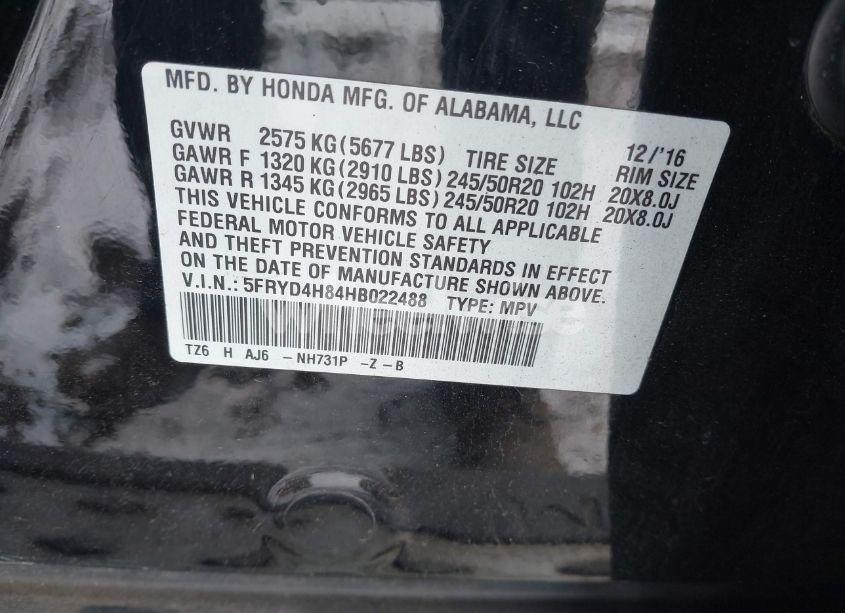 MFD. BY HONDA MFG. OF ALABAMA, LLC
GVWR 2575 KG(5677 LBS) TIRE SIZE 12/'16 RIM SIZE
GAWR F 1320 KG(2910 LBS) 245/50R20 102H 20X8.0J
GAWR R 1345 KG(2965 LBS) 245/50R20 102H 20X8.0J
THIS VEHICLE CONFORMS TO ALL APPLICABLE
FEDERAL MOTOR VEHICLE SAFETY
AND THEFT PREVENTION STANDARDS IN EFFECT
ON THE DATE OF MANUFACTURE SHOWN ABOVE.
V.I.N.: 5FRYD4H84HB022488 TYPE: MPV
TZ6 H AJ6 -NH731P -Z-B